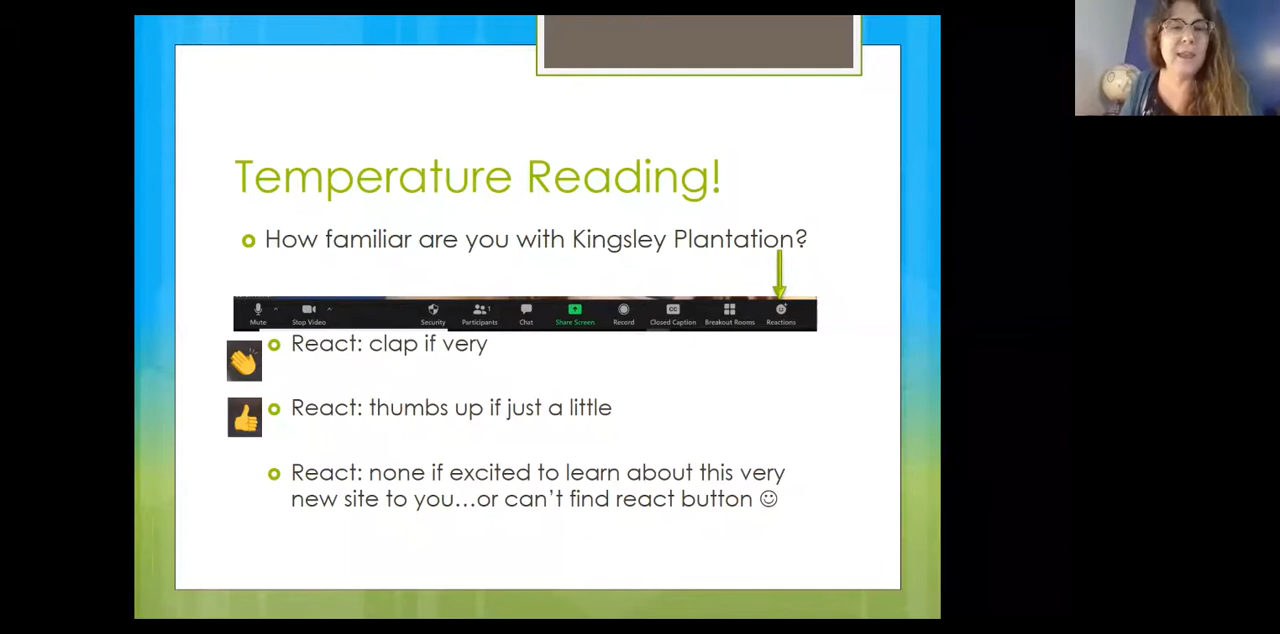 Temperature Reading!
How familiar are you with Kingsley Plantation?
Mute Stop Video Security Participants 1 Chat Share Screen Record CC Closed Caption Breakout Rooms Reactions
React: clap if very
React: thumbs up if just a little
React: none if excited to learn about this very
new site to you...or can't find react button ☺